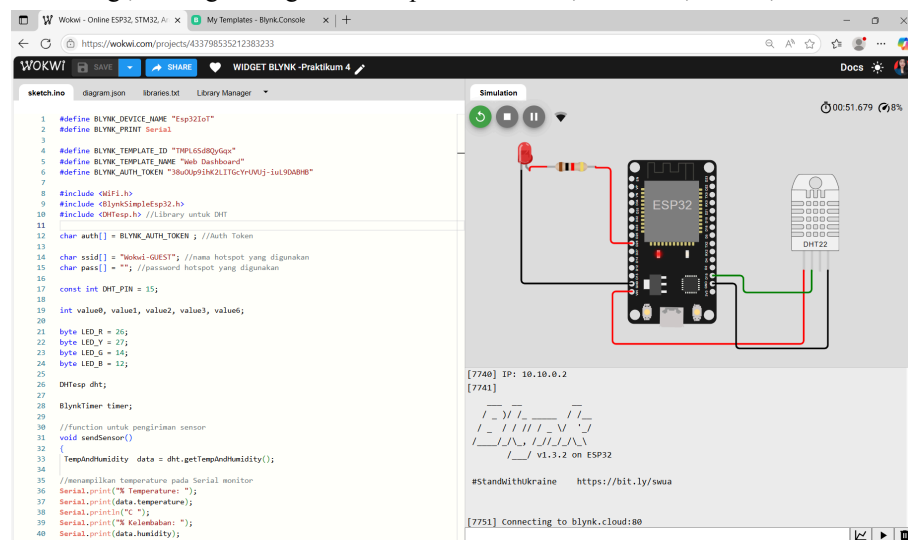 Wokwi - Online ESP32, STM32, A
My Templates - Blynk.Console
https://wokwi.com/projects/433798535212383233
WOKWI
SAVE
SHARE
WIDGET BLYNK -Praktikum 4
Docs
sketch.ino
diagram.json
libraries.txt
Library Manager
Simulation
00:51.679
8%
1 #define BLYNK_DEVICE_NAME "Esp32IoT"
2 #define BLYNK_PRINT Serial
3
4 #define BLYNK_TEMPLATE_ID "TMPL6Sd8QyGqx"
5 #define BLYNK_TEMPLATE_NAME "Web Dashboard"
6 #define BLYNK_AUTH_TOKEN "38uOUp9ihK2LITGcYrUVUj-iuL9DABHB"
7
8 #include <WiFi.h>
9 #include <BlynkSimpleEsp32.h>
10 #include <DHTesp.h> //Library untuk DHT
11
12 char auth[] = BLYNK_AUTH_TOKEN ; //Auth Token
13
14 char ssid[] = "Wokwi-GUEST"; //nama hotspot yang digunakan
15 char pass[] = ""; //password hotspot yang digunakan
16
17 const int DHT_PIN = 15;
18
19 int value0, value1, value2, value3, value6;
20
21 byte LED_R = 26;
22 byte LED_Y = 27;
23 byte LED_G = 14;
24 byte LED_B = 12;
25
26 DHTesp dht;
27
28 BlynkTimer timer;
29
30 //function untuk pengiriman sensor
31 void sendSensor()
32 {
33 TempAndHumidity data = dht.getTempAndHumidity();
34
35 //menampilkan temperature pada Serial monitor
36 Serial.print("% Temperature: ");
37 Serial.print(data.temperature);
38 Serial.println("C ");
39 Serial.print("% Kelembaban: ");
40 Serial.print(data.humidity);
ESP32
DHT22
[7740] IP: 10.10.0.2
[7741]
/___/ v1.3.2 on ESP32
#StandWithUkraine https://bit.ly/swua
[7751] Connecting to blynk.cloud:80